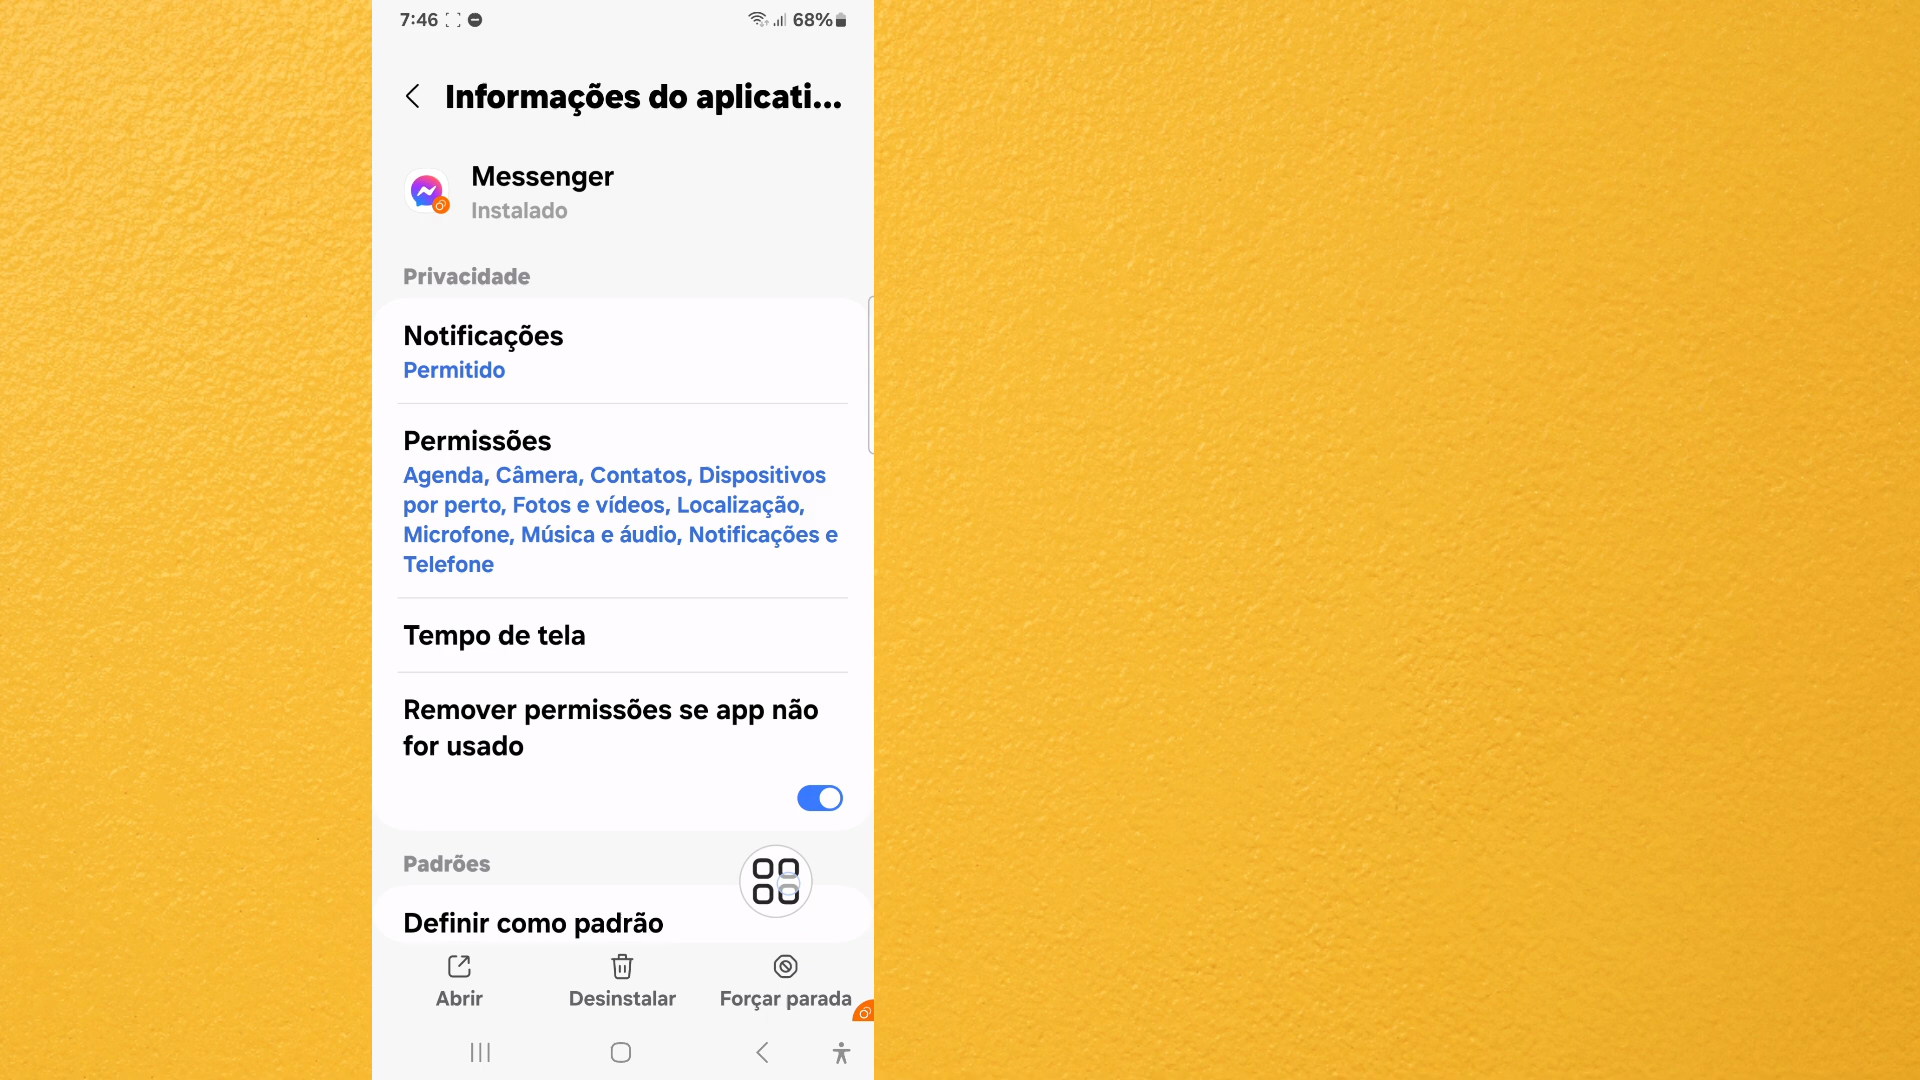 7:46
68%
Informações do aplicati...
Messenger
Instalado
Privacidade
Notificações
Permitido
Permissões
Agenda, Câmera, Contatos, Dispositivos
por perto, Fotos e vídeos, Localização,
Microfone, Música e áudio, Notificações e
Telefone
Tempo de tela
Remover permissões se app não
for usado
Padrões
Definir como padrão
Abrir
Desinstalar
Forçar parada